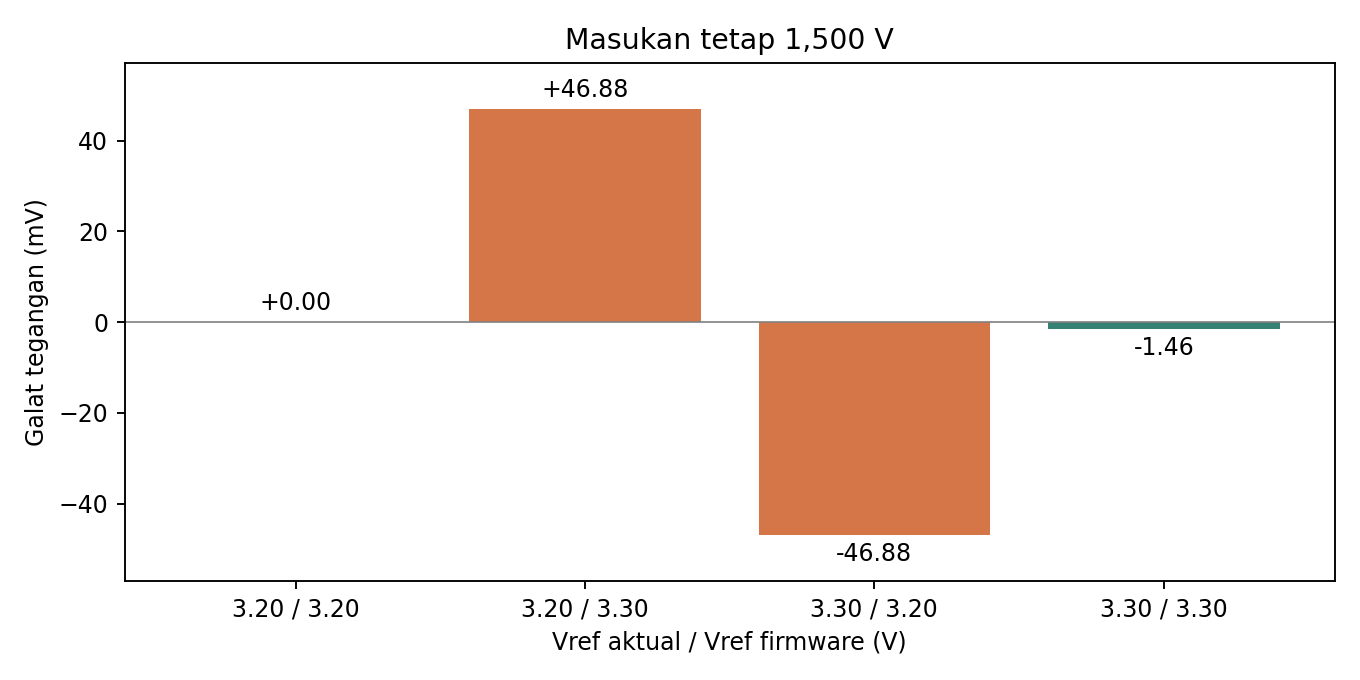 Masukan tetap 1,500 V
Galat tegangan (mV)
40
20
0
−20
−40
+0.00
+46.88
-46.88
-1.46
3.20 / 3.20
3.20 / 3.30
3.30 / 3.20
3.30 / 3.30
Vref aktual / Vref firmware (V)